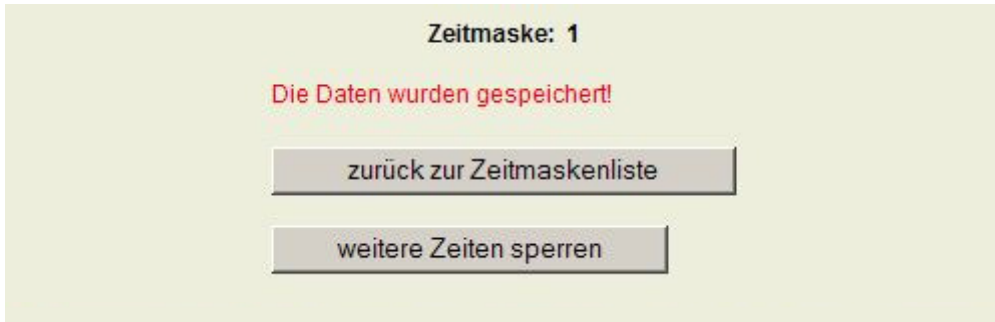 Zeitmaske: 1
Die Daten wurden gespeichert!
zurück zur Zeitmaskenliste
weitere Zeiten sperren